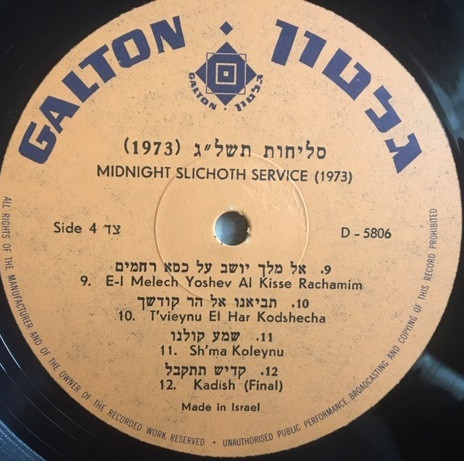 GALTON
גלטון
GALTON · גלטון
סליחות תשל״ג (1973)
MIDNIGHT SLICHOTH SERVICE (1973)
Side 4 צד
D - 5806
9. אל מלך יושב על כסא רחמים
9. E-l Melech Yoshev Al Kisse Rachamim
10. תביאנו אל הר קודשך
10. T'vieynu El Har Kodshecha
11. שמע קולנו
11. Sh'ma Koleynu
12. קדיש תתקבל
12. Kadish (Final)
Made in Israel
ALL RIGHTS OF THE MANUFACTURER AND OF THE OWNER OF THE RECORDED WORK RESERVED • UNAUTHORISED PUBLIC PERFORMANCE BROADCASTING AND COPYING OF THIS RECORD PROHIBITED